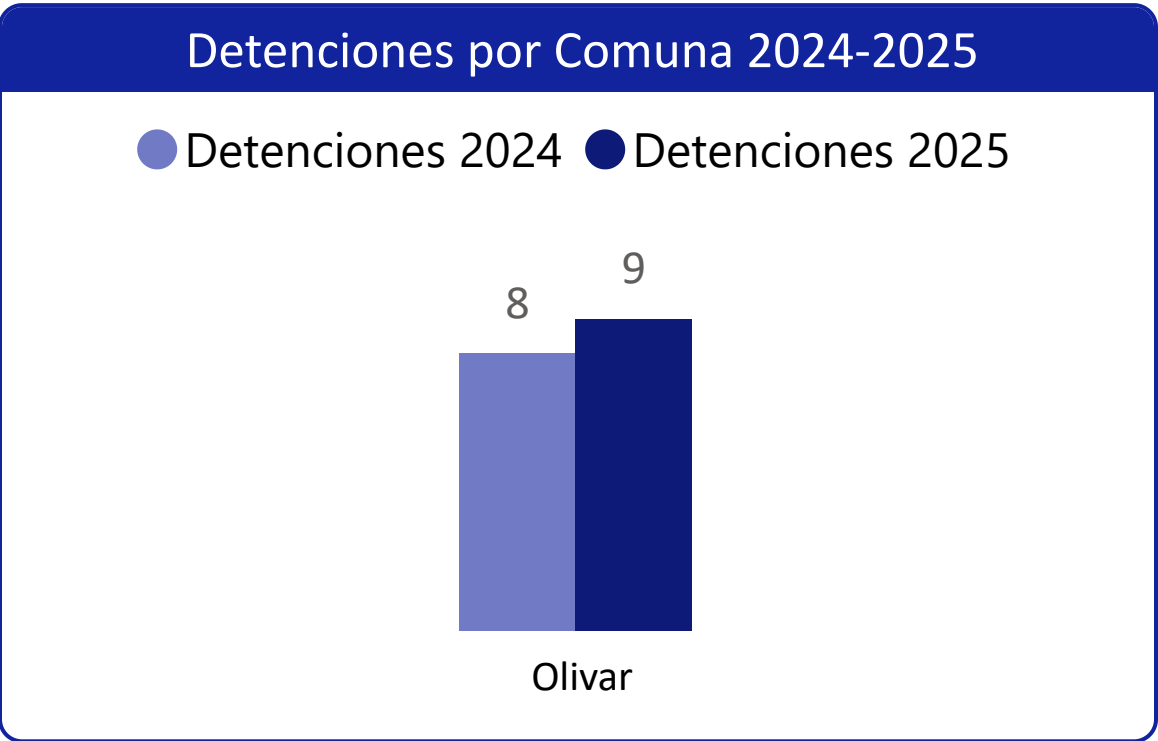 Detenciones por Comuna 2024-2025
Detenciones 2024 Detenciones 2025
8
9
Olivar